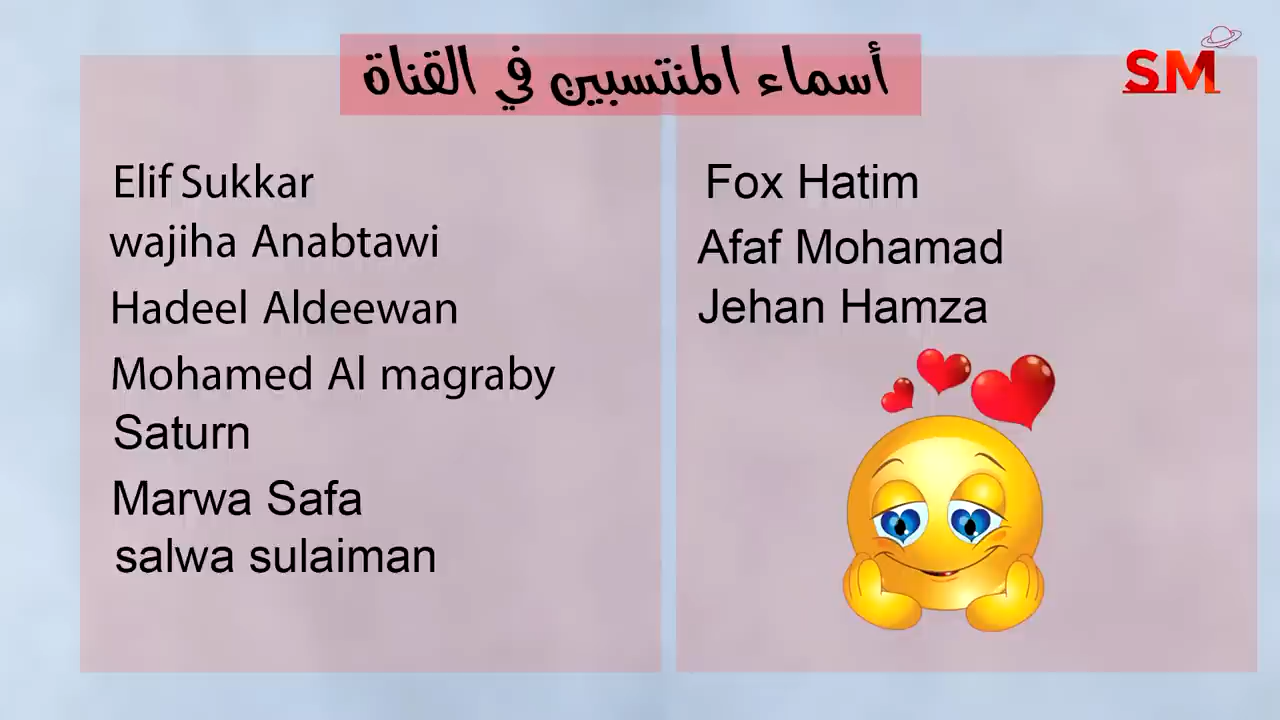 أسماء المنتسبين في القناة
SM
Elif Sukkar
wajiha Anabtawi
Hadeel Aldeewan
Mohamed Al magraby
Saturn
Marwa Safa
salwa sulaiman
Fox Hatim
Afaf Mohamad
Jehan Hamza